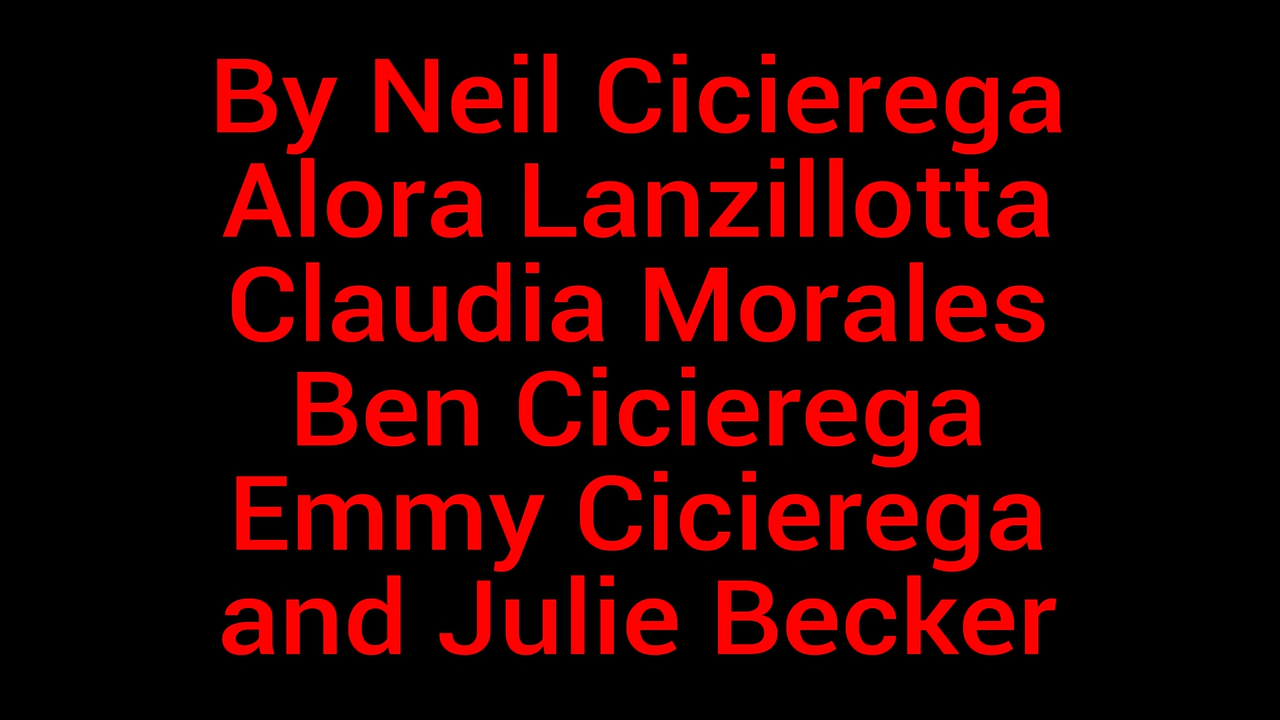 By Neil Cicierega
Alora Lanzillotta
Claudia Morales
Ben Cicierega
Emmy Cicierega
and Julie Becker